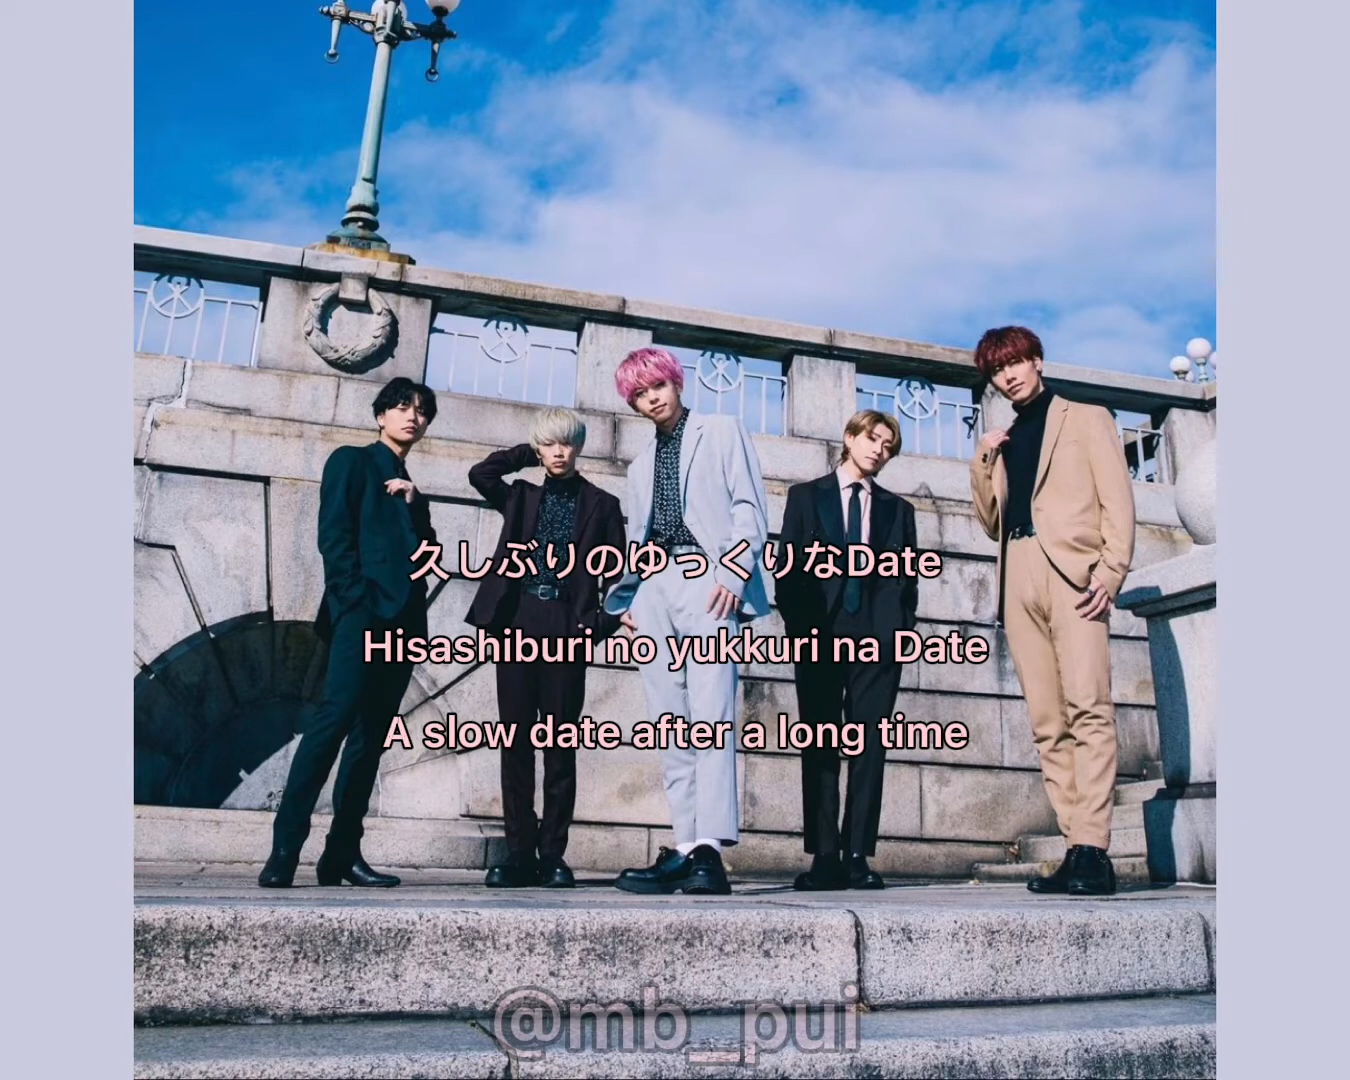 久しぶりのゆっくりなDate
Hisashiburi no yukkuri na Date
A slow date after a long time
@mb_pui